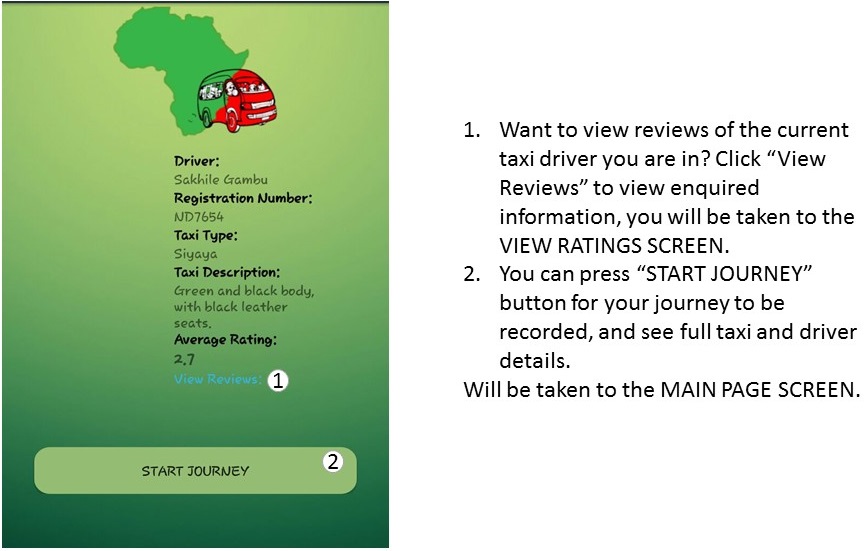 Driver:
Sakhile Gambu
Registration Number:
ND7654
Taxi Type:
Siyaya
Taxi Description:
Green and black body,
with black leather
seats.
Average Rating:
2.7
View Reviews: 1
START JOURNEY 2
1. Want to view reviews of the current
taxi driver you are in? Click “View
Reviews” to view enquired
information, you will be taken to the
VIEW RATINGS SCREEN.
2. You can press “START JOURNEY”
button for your journey to be
recorded, and see full taxi and driver
details.
Will be taken to the MAIN PAGE SCREEN.